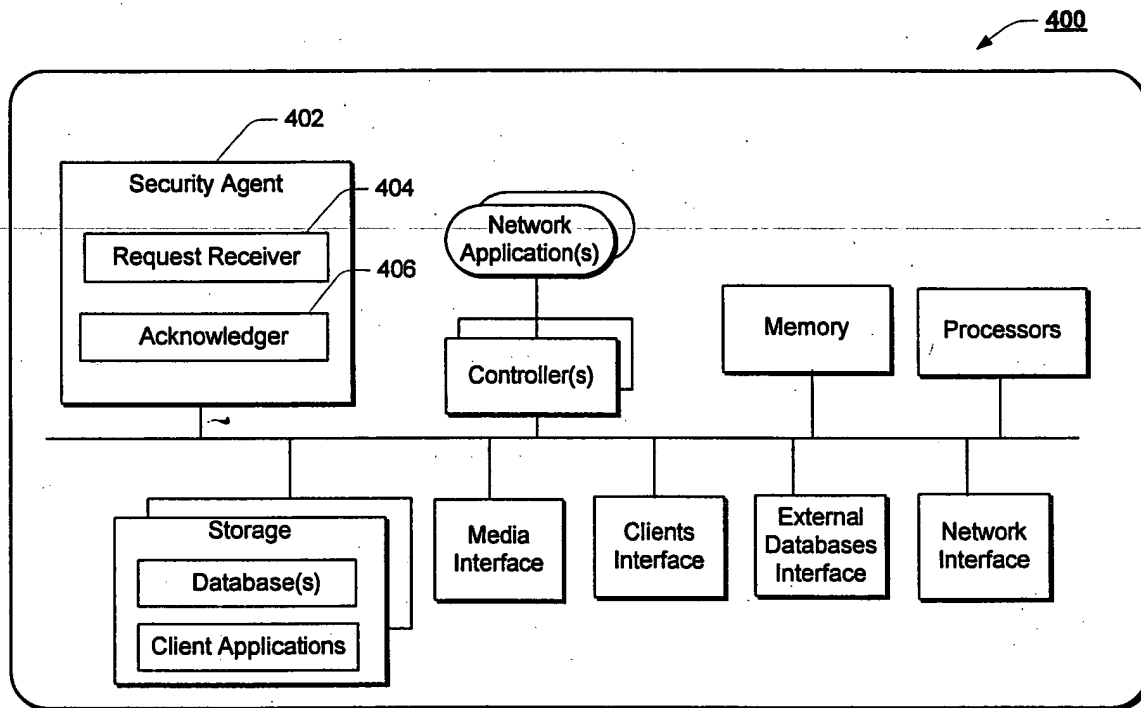 400
402
Security Agent
404
Request Receiver
406
Acknowledger
Network
Application(s)
Controller(s)
Memory
Processors
Storage
Database(s)
Client Applications
Media
Interface
Clients
Interface
External
Databases
Interface
Network
Interface